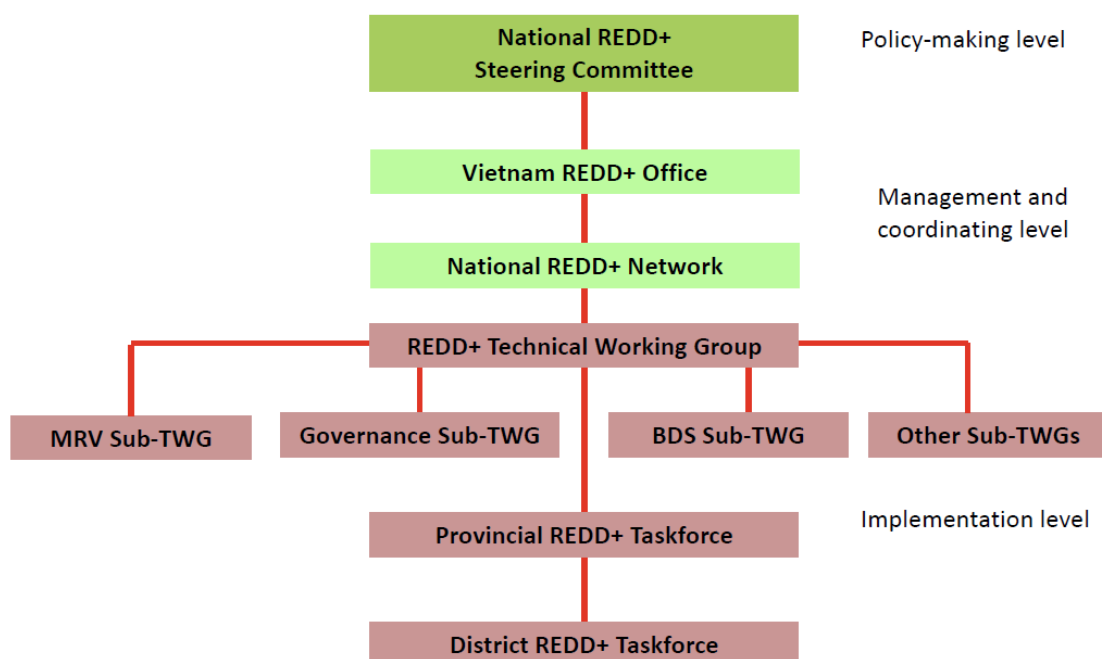 National REDD+
Steering Committee
Policy-making level
Vietnam REDD+ Office
Management and
coordinating level
National REDD+ Network
REDD+ Technical Working Group
MRV Sub-TWG
Governance Sub-TWG
BDS Sub-TWG
Other Sub-TWGs
Implementation level
Provincial REDD+ Taskforce
District REDD+ Taskforce